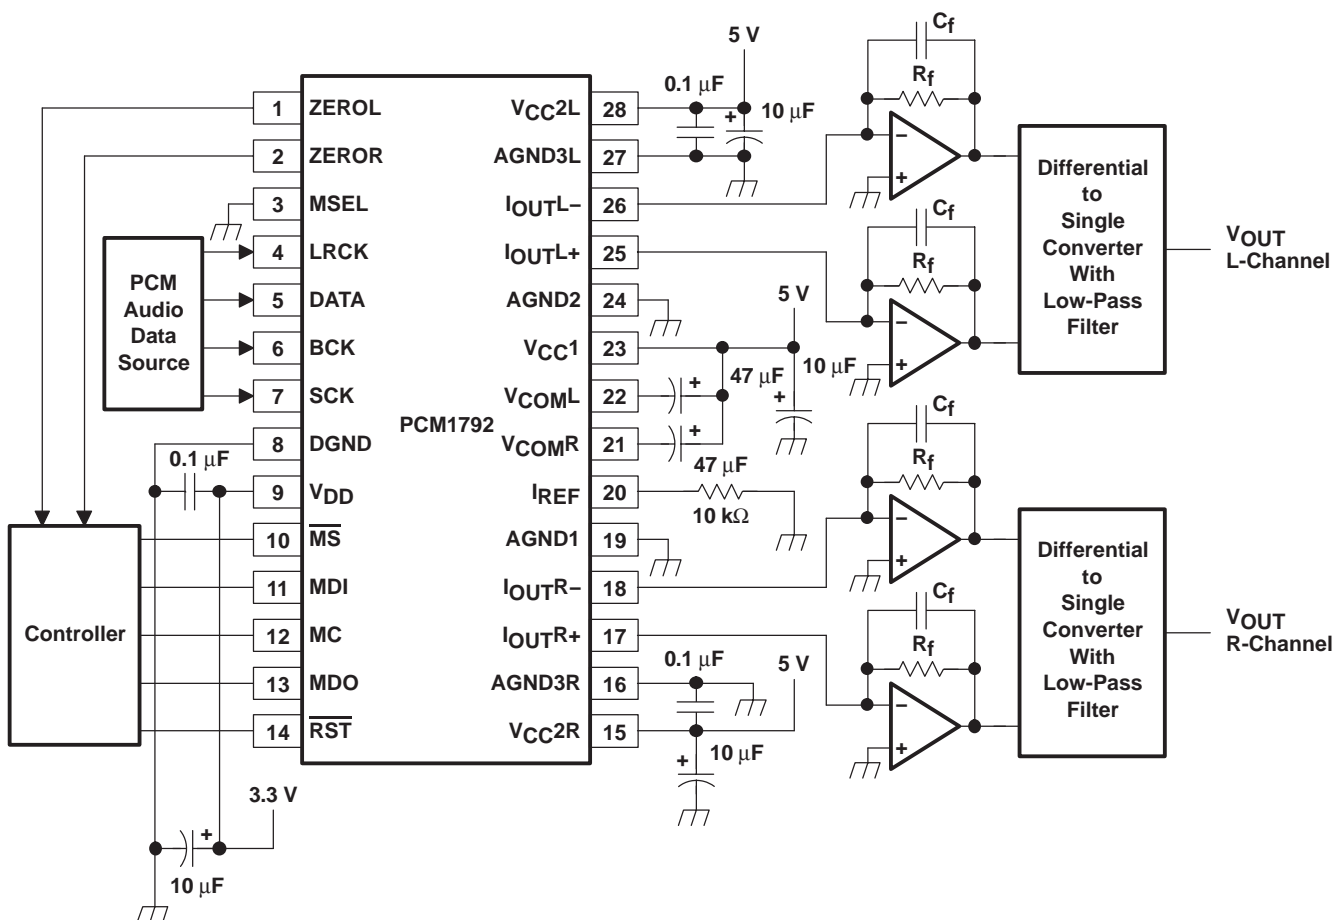 C_f
5 V
R_f
0.1 µF
10 µF
1 ZEROL
V_CC2L 28
–
2 ZEROR
AGND3L 27
+
Differential
to
Single
Converter
With
Low-Pass
Filter
3 MSEL
I_OUTL– 26
C_f
V_OUT
L-Channel
PCM
Audio
Data
Source
4 LRCK
I_OUTL+ 25
R_f
5 DATA
AGND2 24
5 V
–
6 BCK
V_CC1 23
+
47 µF
10 µF
+
7 SCK
V_COML 22
+
C_f
PCM1792
8 DGND
V_COMR 21
+
0.1 µF
47 µF
R_f
9 V_DD
I_REF 20
10 kΩ
–
10 M̅S̅
AGND1 19
+
Differential
to
Single
Converter
With
Low-Pass
Filter
11 MDI
I_OUTR– 18
C_f
Controller
12 MC
I_OUTR+ 17
V_OUT
R-Channel
0.1 µF
5 V
R_f
13 MDO
AGND3R 16
–
14 R̅S̅T̅
V_CC2R 15
+
10 µF
+
3.3 V
+
10 µF